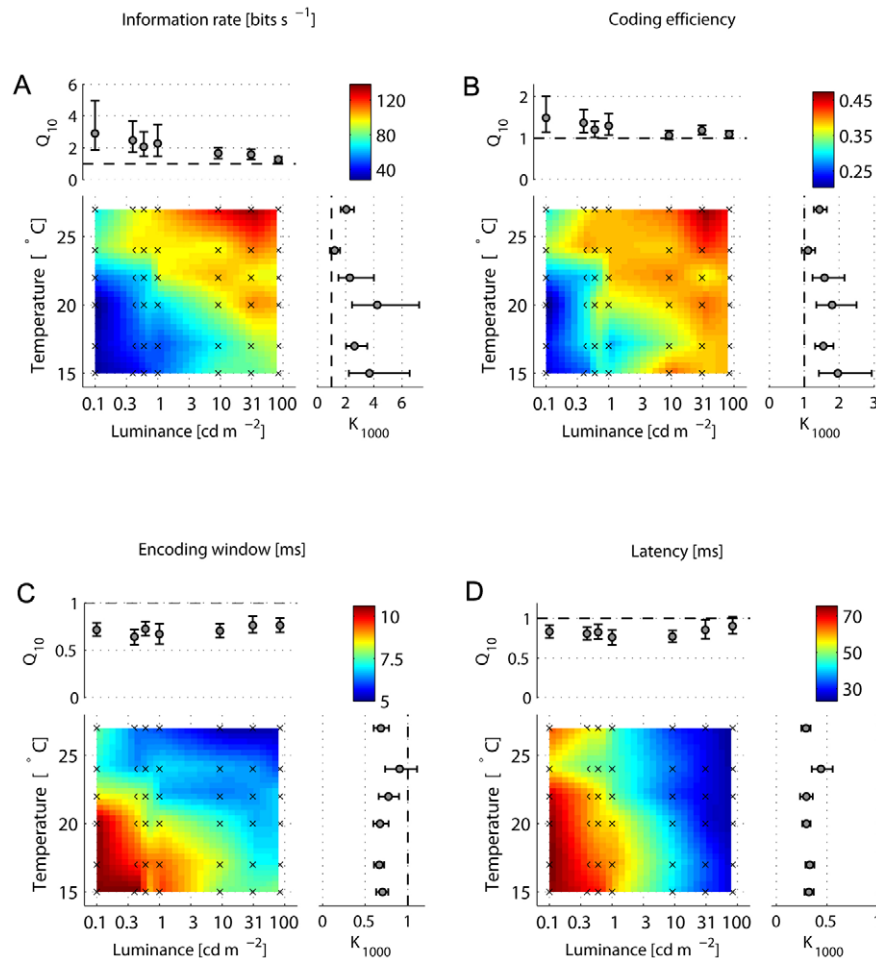 Information rate [bits s −1]
Coding efficiency
A
Q10
6
4
2
0
120
80
40
Temperature [ °C]
25
20
15
0.1 0.3 1 3 10 31 100
Luminance [cd m −2]
0 2 4 6
K1000
B
Q10
2
1
0
0.45
0.35
0.25
Temperature [ °C]
25
20
15
0.1 0.3 1 3 10 31 100
Luminance [cd m −2]
0 1 2 3
K1000
Encoding window [ms]
Latency [ms]
C
Q10
1
0.5
0
10
7.5
5
Temperature [ °C]
25
20
15
0.1 0.3 1 3 10 31 100
Luminance [cd m −2]
0 0.5 1
K1000
D
Q10
1
0.5
0
70
50
30
Temperature [ °C]
25
20
15
0.1 0.3 1 3 10 31 100
Luminance [cd m −2]
0 0.5 1
K1000